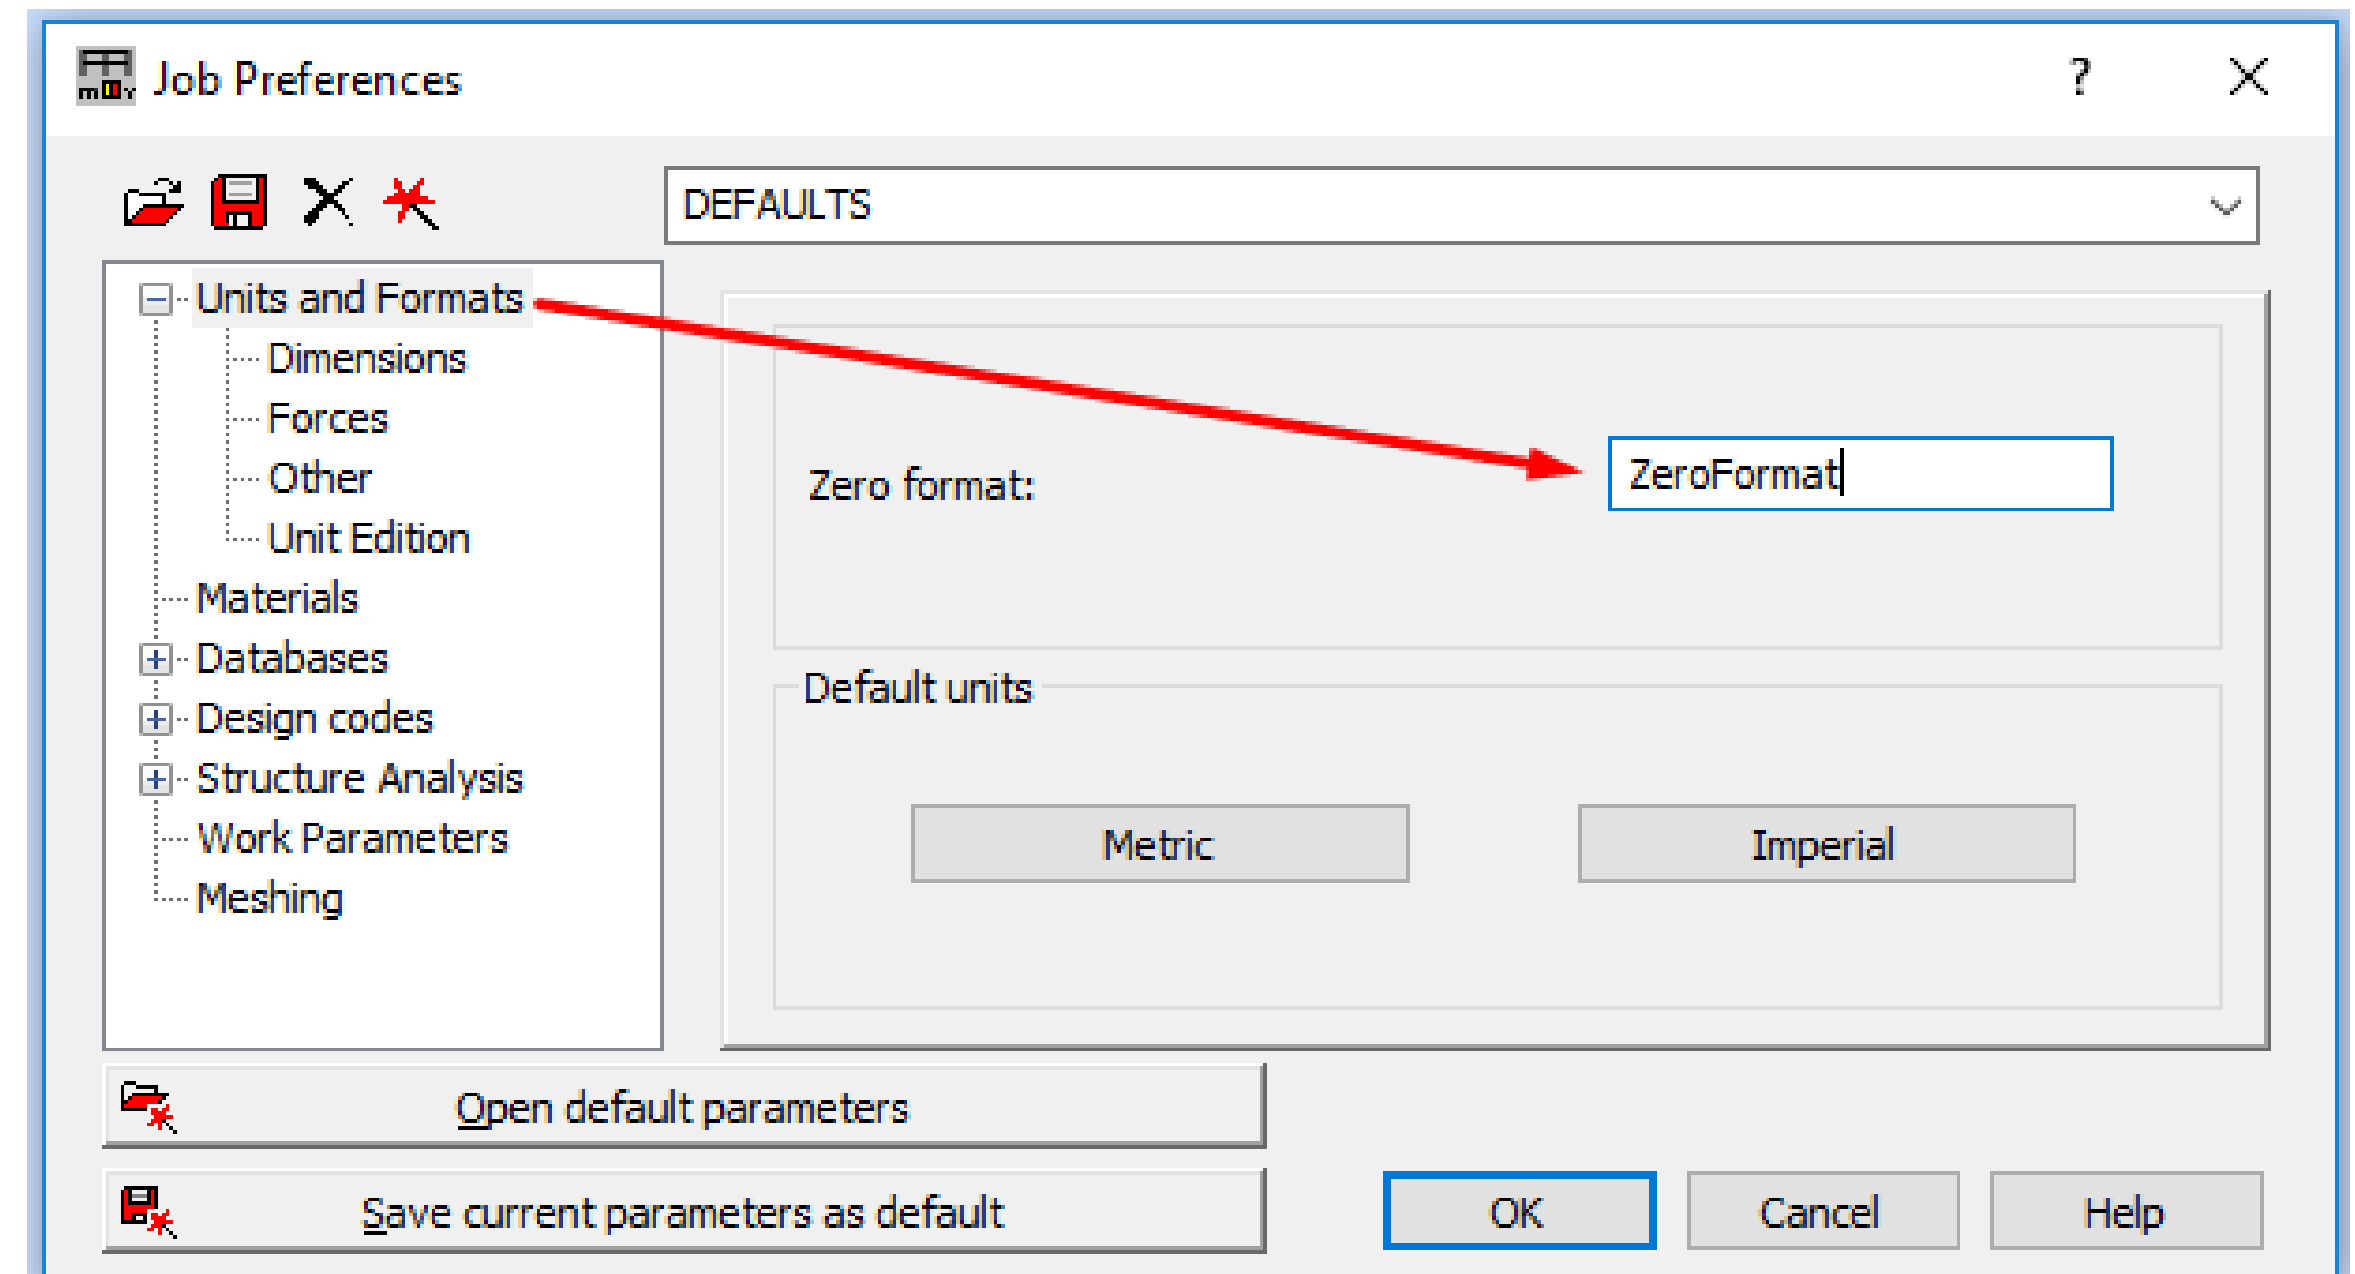 Job Preferences
?
DEFAULTS
Units and Formats
Dimensions
Forces
Other
Unit Edition
Materials
Databases
Design codes
Structure Analysis
Work Parameters
Meshing
Zero format:
ZeroFormat
Default units
Metric
Imperial
Open default parameters
Save current parameters as default
OK
Cancel
Help